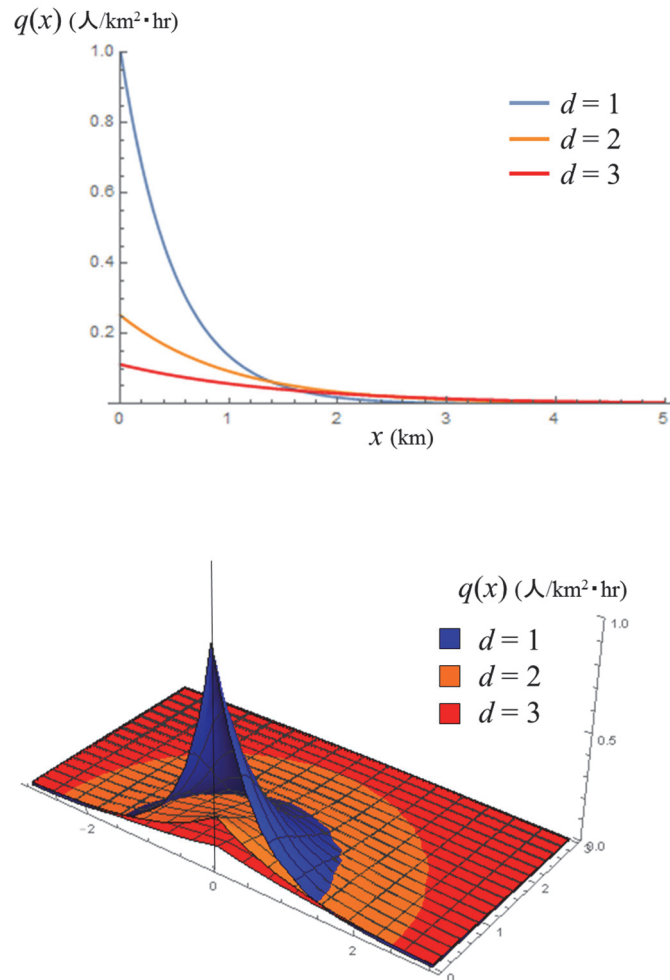 q(x) (人/km²・hr)
1.0
0.8
0.6
0.4
0.2
0 1 2 3 4 5
x (km)
d = 1
d = 2
d = 3
q(x) (人/km²・hr)
d = 1
d = 2
d = 3
1.0
0.5
0.0
3
2
1
0
-2 0 2